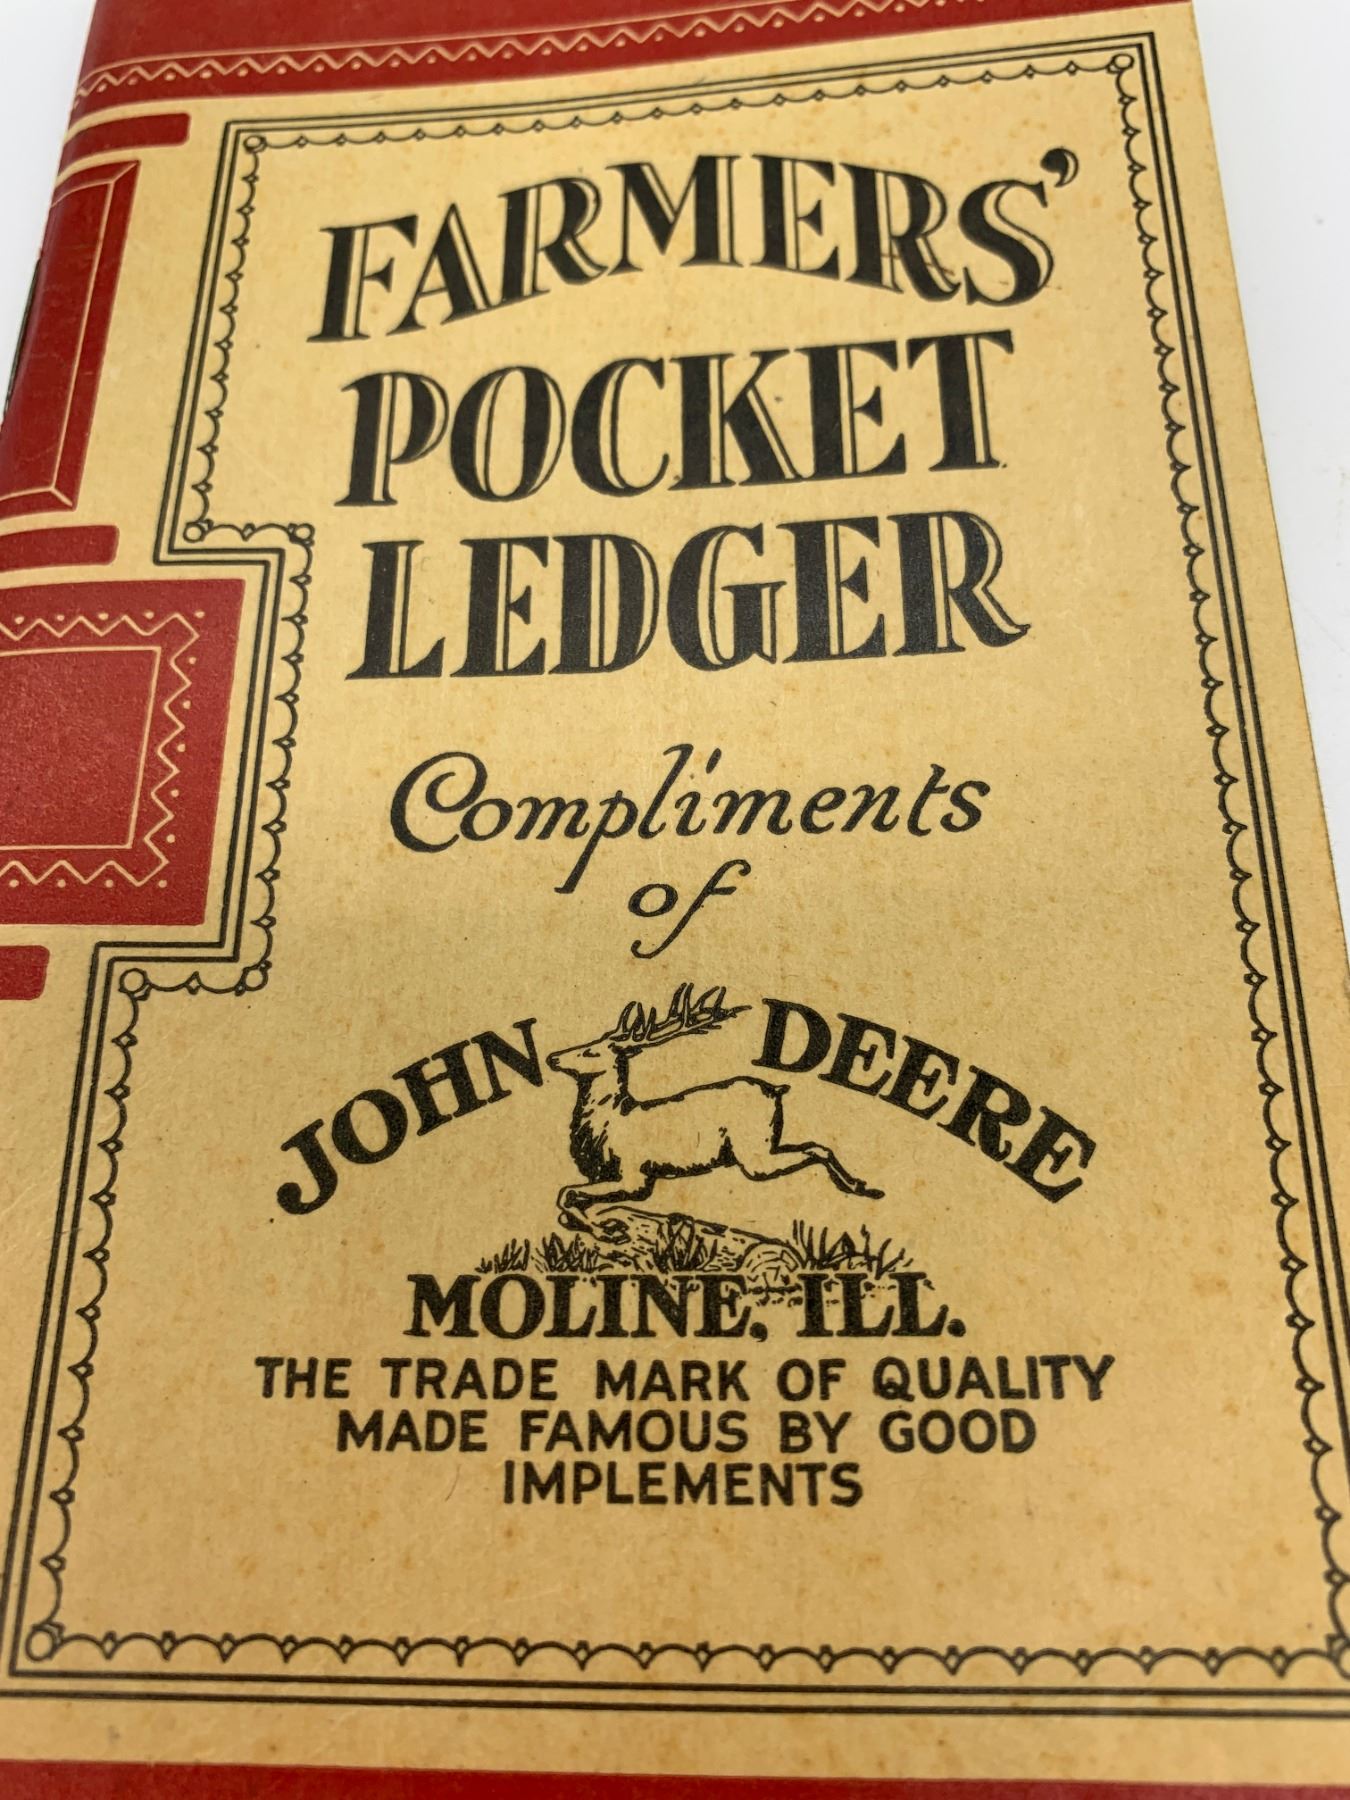 FARMERS'
POCKET
LEDGER
Compliments
of
JOHN DEERE
MOLINE, ILL.
THE TRADE MARK OF QUALITY
MADE FAMOUS BY GOOD
IMPLEMENTS